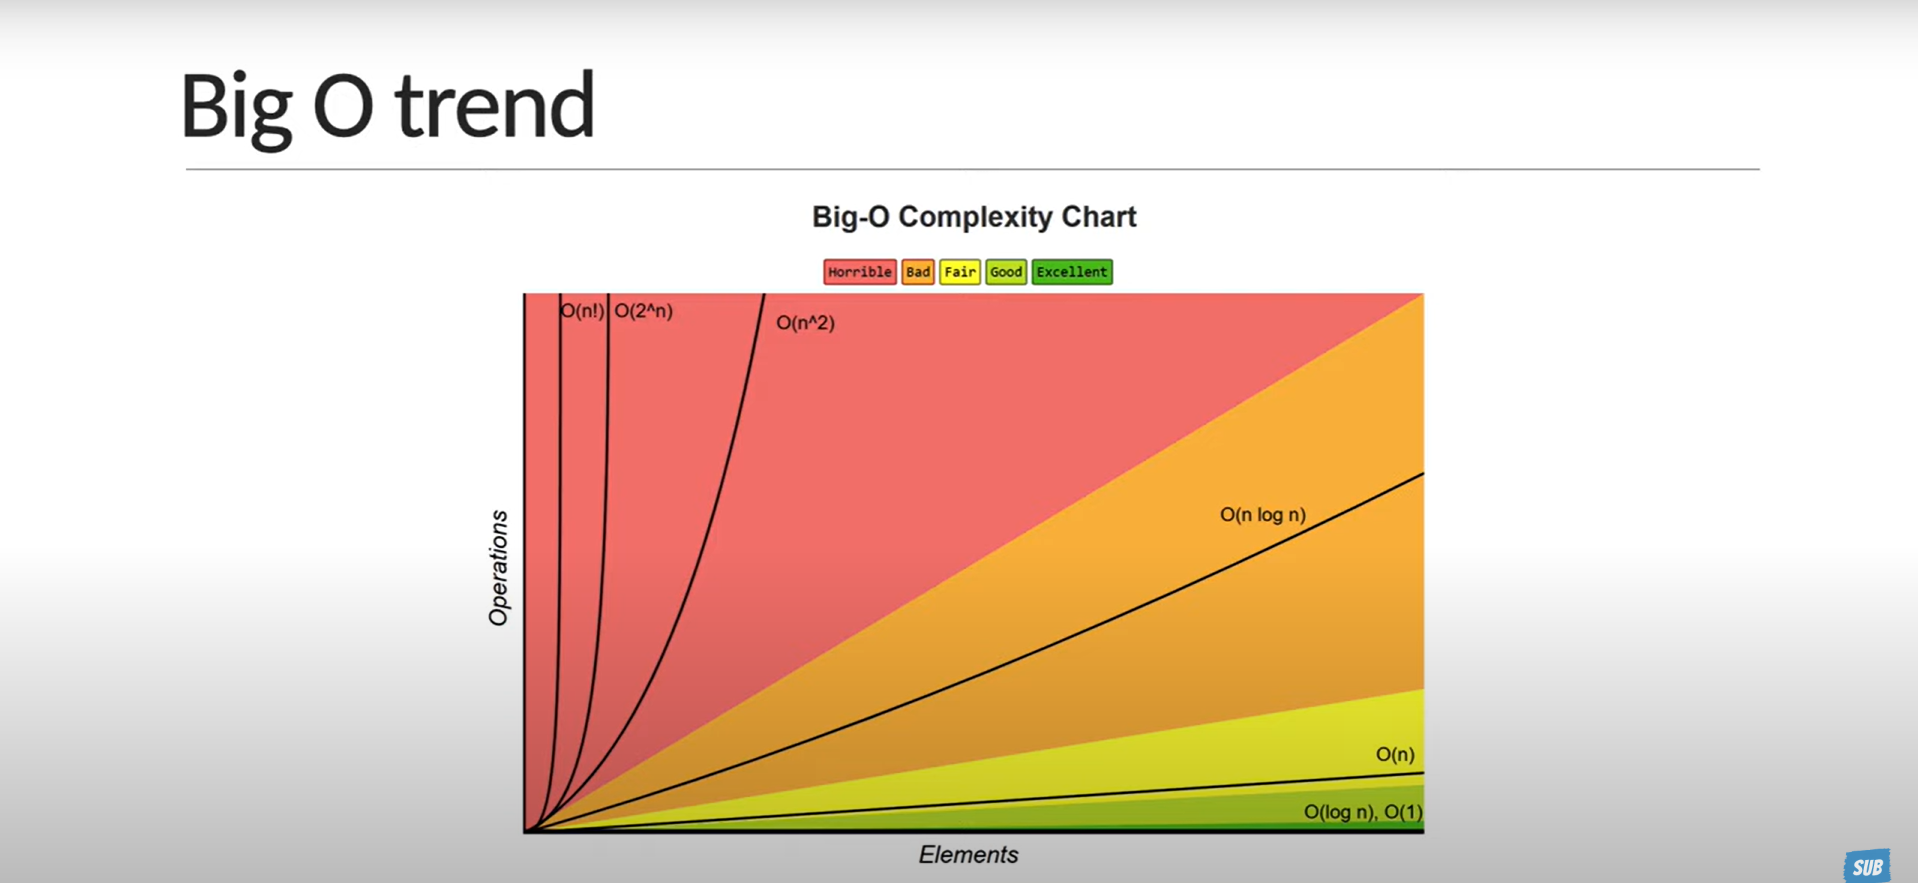 Big O trend
Big-O Complexity Chart
Horrible Bad Fair Good Excellent
O(n!) O(2^n)
O(n^2)
O(n log n)
Operations
O(n)
O(log n), O(1)
Elements
SUB